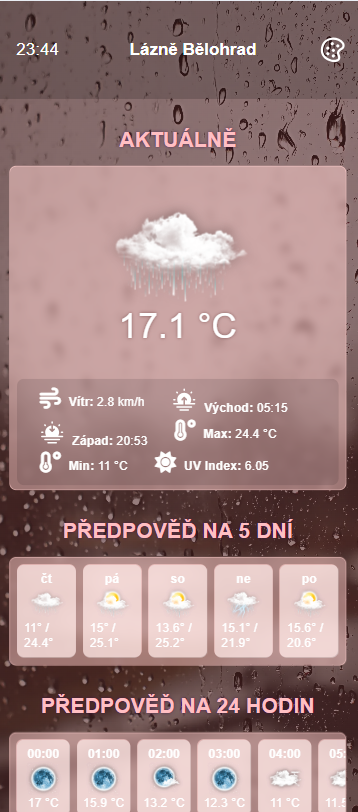 23:44 Lázně Bělohrad
AKTUÁLNĚ
17.1 °C
Vítr: 2.8 km/h
Východ: 05:15
Západ: 20:53
Max: 24.4 °C
Min: 11 °C
UV Index: 6.05
PŘEDPOVĚĎ NA 5 DNÍ
čt pá so ne po
11° / 15° / 13.6° / 15.1° / 15.6° /
24.4° 25.1° 25.2° 21.9° 20.6°
PŘEDPOVĚĎ NA 24 HODIN
00:00 01:00 02:00 03:00 04:00 05:
17 °C 15.9 °C 13.2 °C 12.3 °C 11 °C 11.5